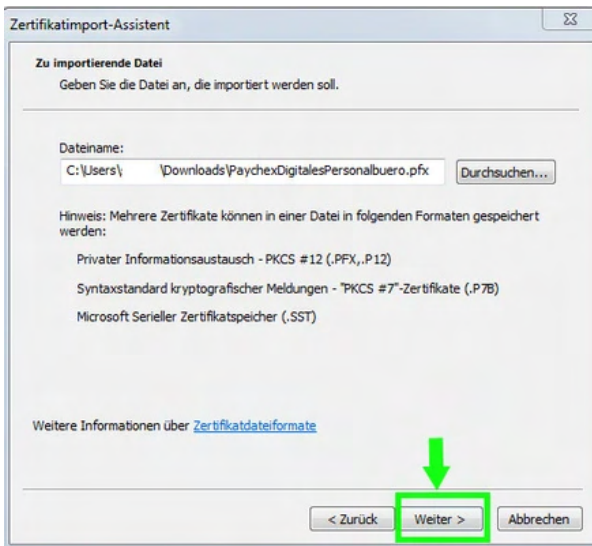 Zertifikatimport-Assistent
Zu importierende Datei
Geben Sie die Datei an, die importiert werden soll.
Dateiname:
C:\Users\; \Downloads\PaychexDigitalesPersonalbuero.pfx
Durchsuchen...
Hinweis: Mehrere Zertifikate können in einer Datei in folgenden Formaten gespeichert
werden:
Privater Informationsaustausch - PKCS #12 (.PFX,.P12)
Syntaxstandard kryptografischer Meldungen - "PKCS #7"-Zertifikate (.P7B)
Microsoft Serieller Zertifikatspeicher (.SST)
Weitere Informationen über Zertifikatdateiformate
< Zurück
Weiter >
Abbrechen